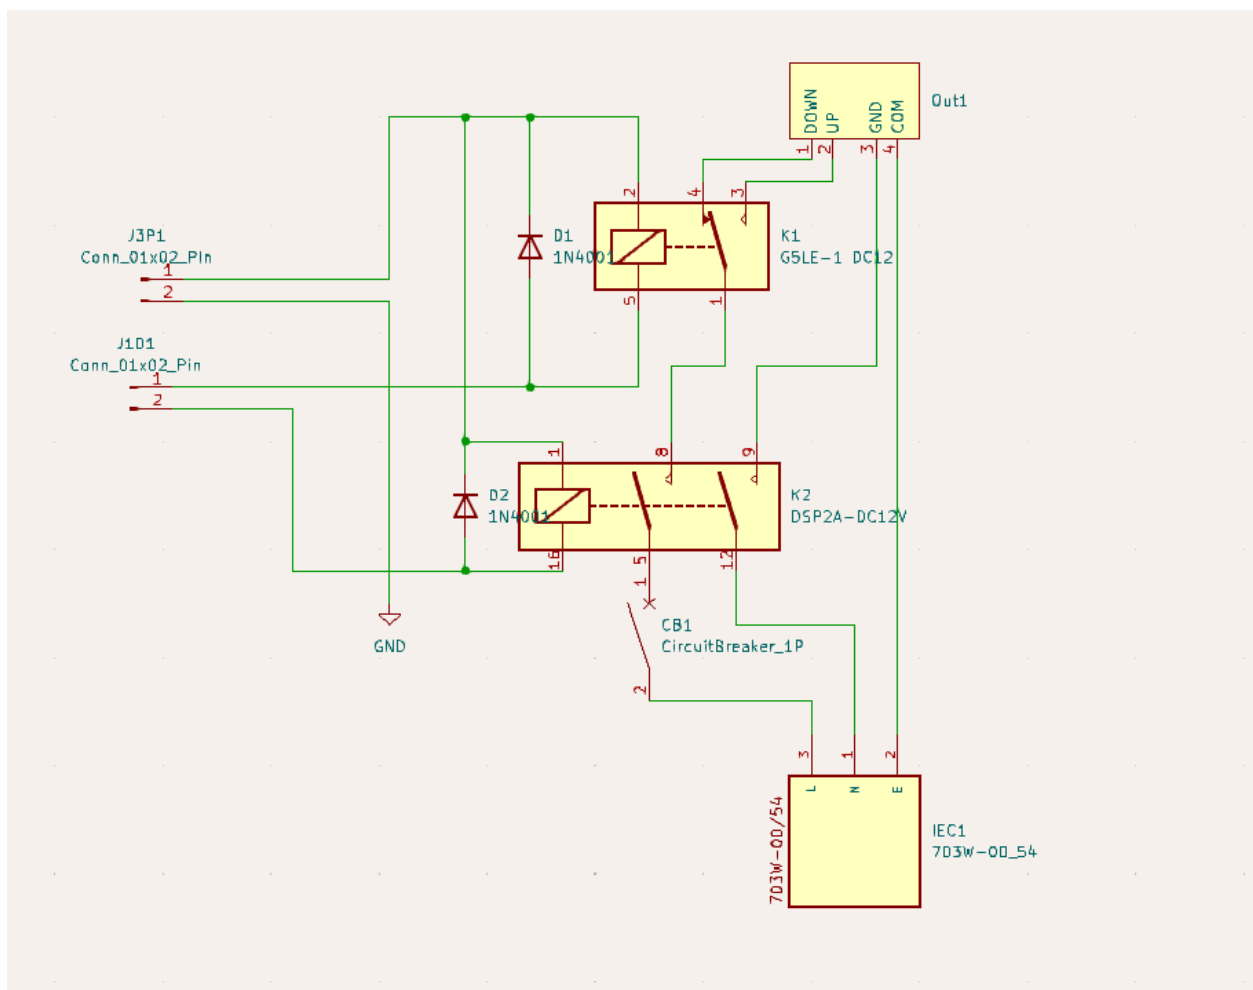 DOWN
UP
GND
COM
Out1
1
2
3
4
2
4
3
J3P1
Conn_01x02_Pin
1
2
D1
1N4001
K1
G5LE-1 DC12
5
1
J1D1
Conn_01x02_Pin
1
2
1
8
9
D2
1N4001
K2
DSP2A-DC12V
16
5
12
1
CB1
CircuitBreaker_1P
GND
2
3
1
2
L
N
E
703W-00/54
IEC1
703W-00_54